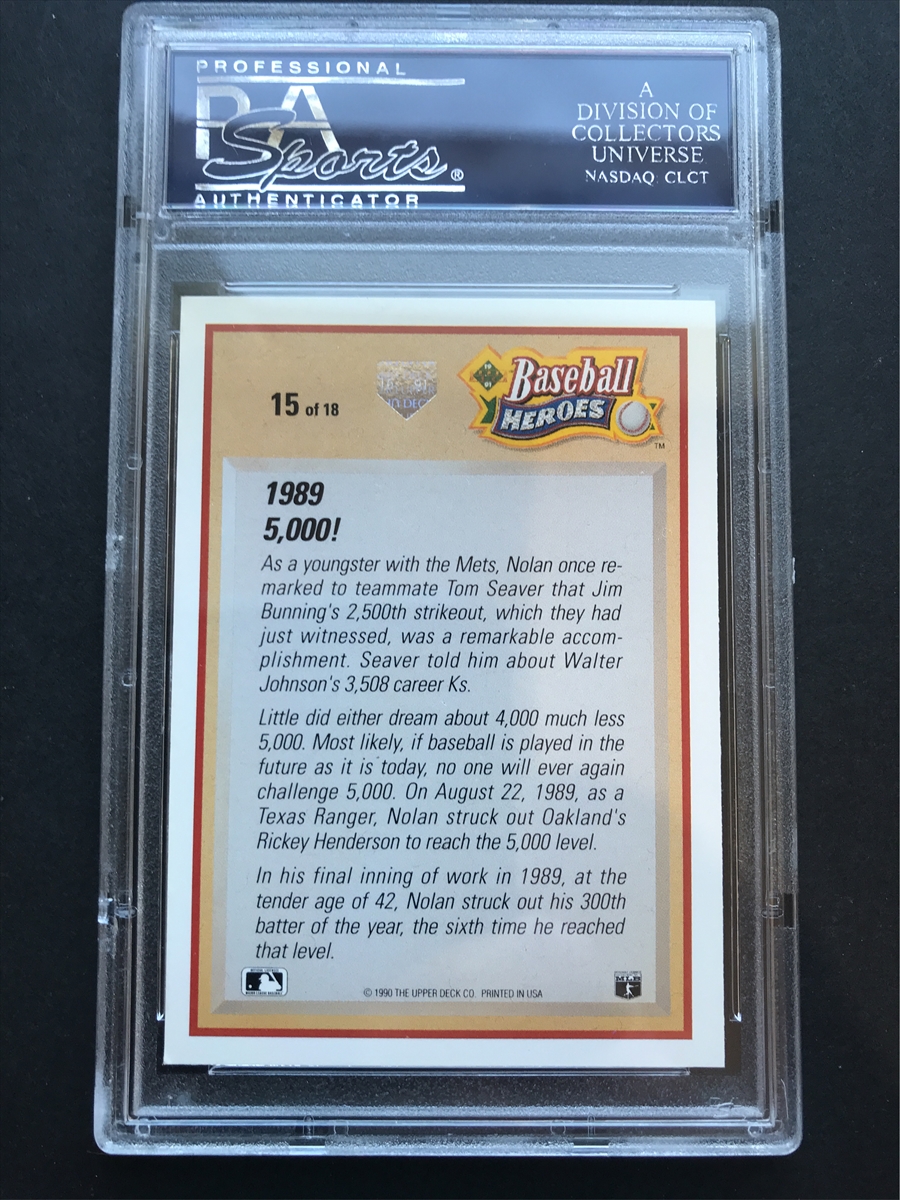 PROFESSIONAL
PSA
Sports®
AUTHENTICATOR
A
DIVISION OF
COLLECTORS
UNIVERSE
NASDAQ: CLCT
15 of 18
Baseball
HEROES
™
1989
5,000!
As a youngster with the Mets, Nolan once re-
marked to teammate Tom Seaver that Jim
Bunning's 2,500th strikeout, which they had
just witnessed, was a remarkable accom-
plishment. Seaver told him about Walter
Johnson's 3,508 career Ks.
Little did either dream about 4,000 much less
5,000. Most likely, if baseball is played in the
future as it is today, no one will ever again
challenge 5,000. On August 22, 1989, as a
Texas Ranger, Nolan struck out Oakland's
Rickey Henderson to reach the 5,000 level.
In his final inning of work in 1989, at the
tender age of 42, Nolan struck out his 300th
batter of the year, the sixth time he reached
that level.
© 1990 THE UPPER DECK CO. PRINTED IN USA